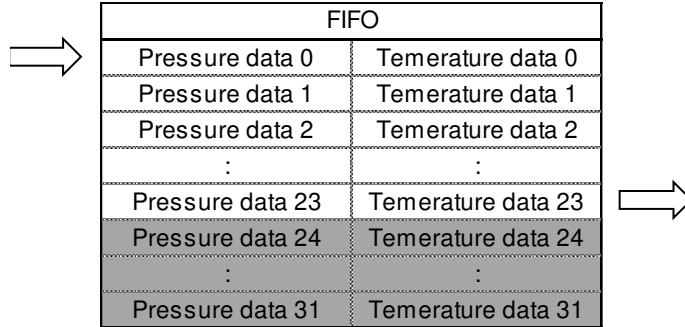 FIFO
Pressure data 0 Temerature data 0
Pressure data 1 Temerature data 1
Pressure data 2 Temerature data 2
: :
Pressure data 23 Temerature data 23
Pressure data 24 Temerature data 24
: :
Pressure data 31 Temerature data 31